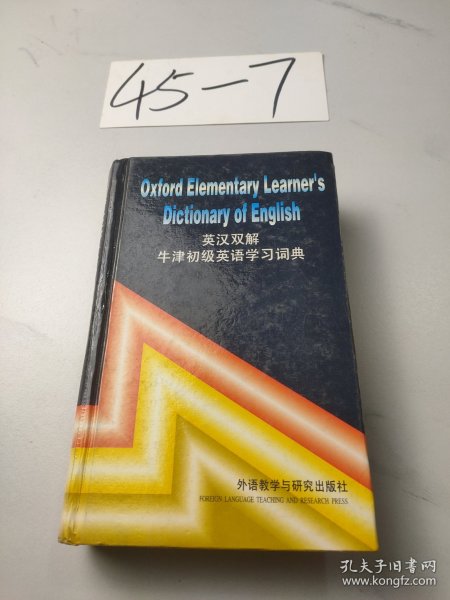 45-7
Oxford Elementary Learner's
Dictionary of English
英汉双解
牛津初级英语学习词典
外语教学与研究出版社
FOREIGN LANGUAGE TEACHING AND RESEARCH PRESS
孔夫子旧书网
www.kongfz.com